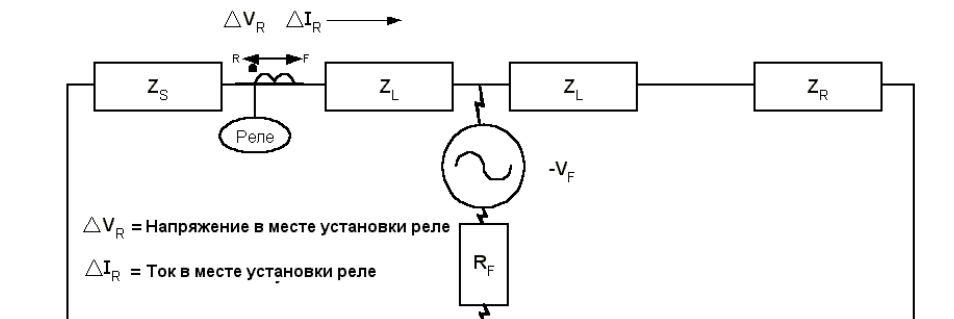 △V_R △I_R
R F
Z_S Z_L Z_L Z_R
Реле
-V_F
△V_R = Напряжение в месте установки реле
R_F
△I_R = Ток в месте установки реле